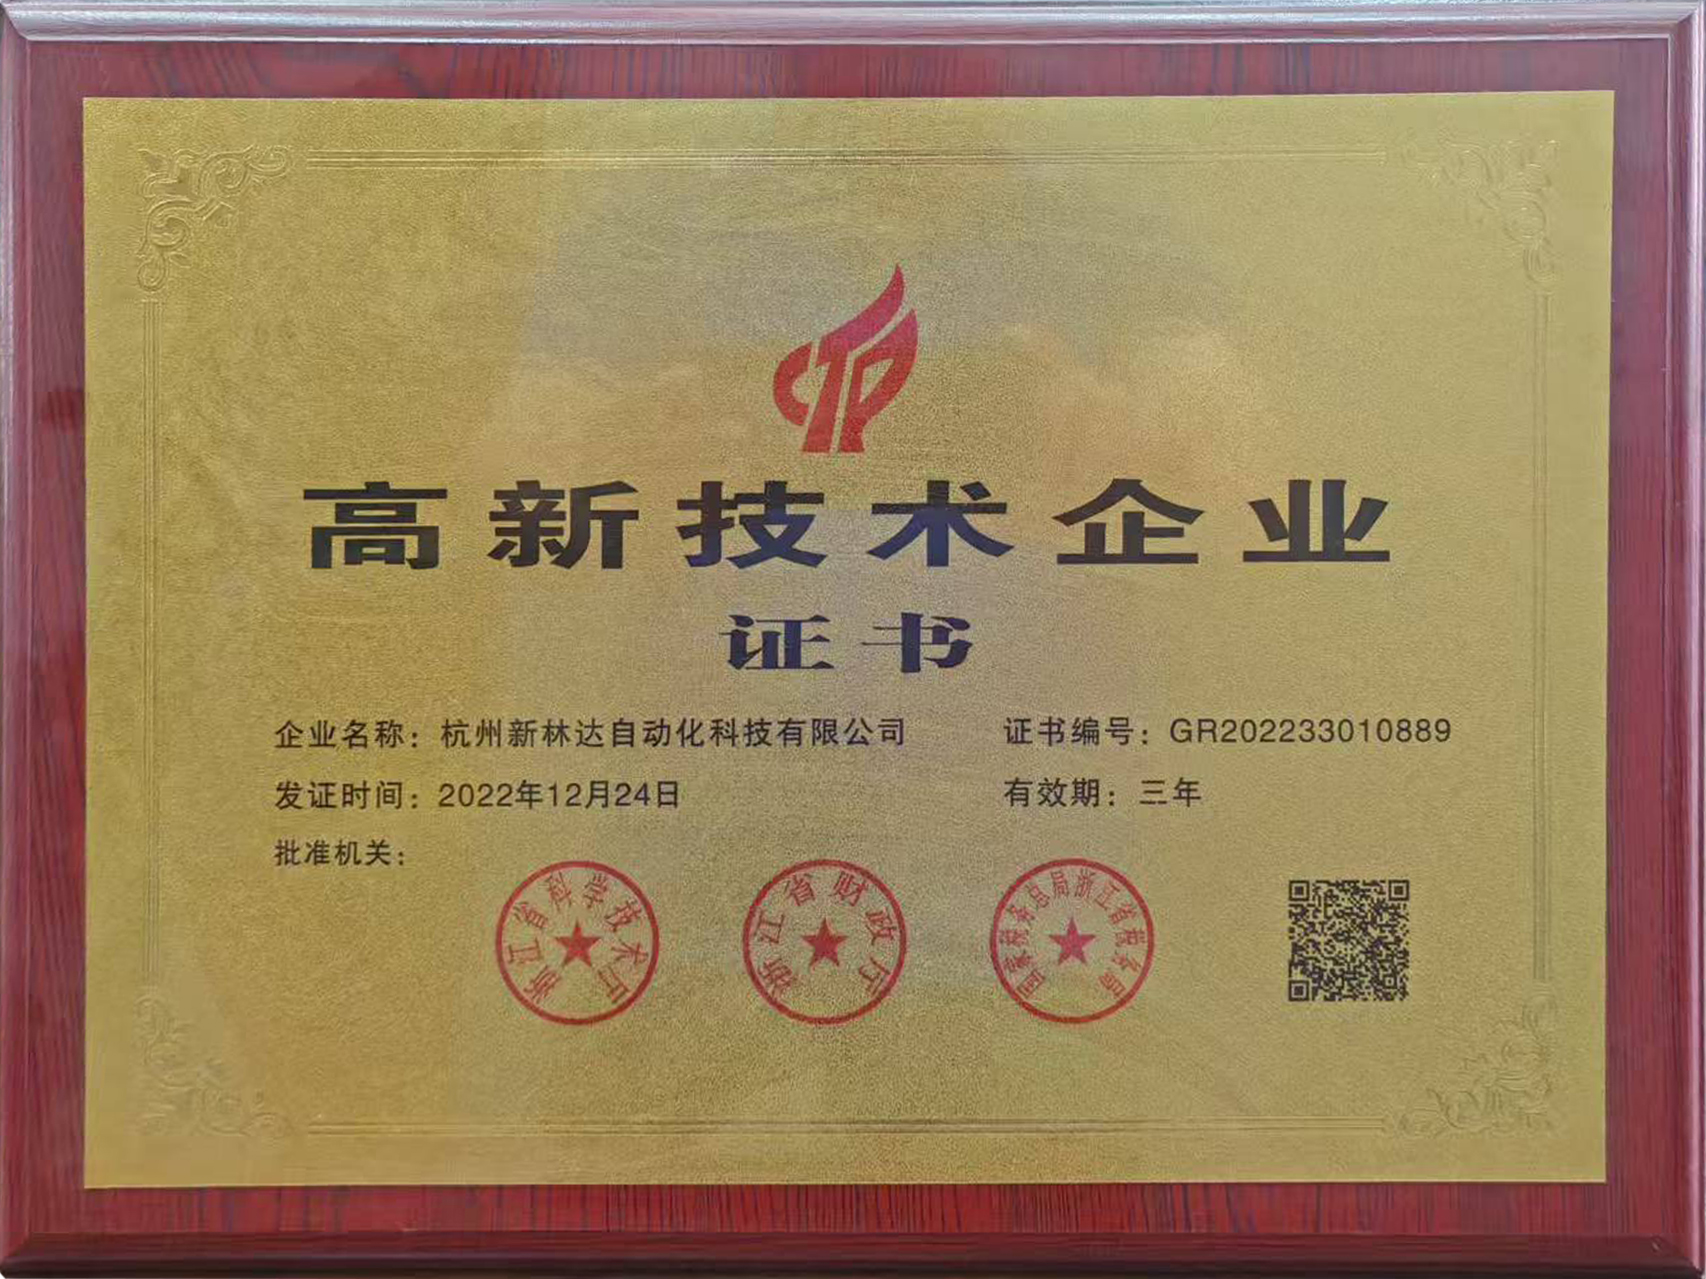 高新技术企业
证书
企业名称：杭州新林达自动化科技有限公司
证书编号：GR202233010889
发证时间：2022年12月24日
有效期：三年
批准机关：
浙江省科学技术厅
浙江省财政厅
国家税务总局浙江省税务局